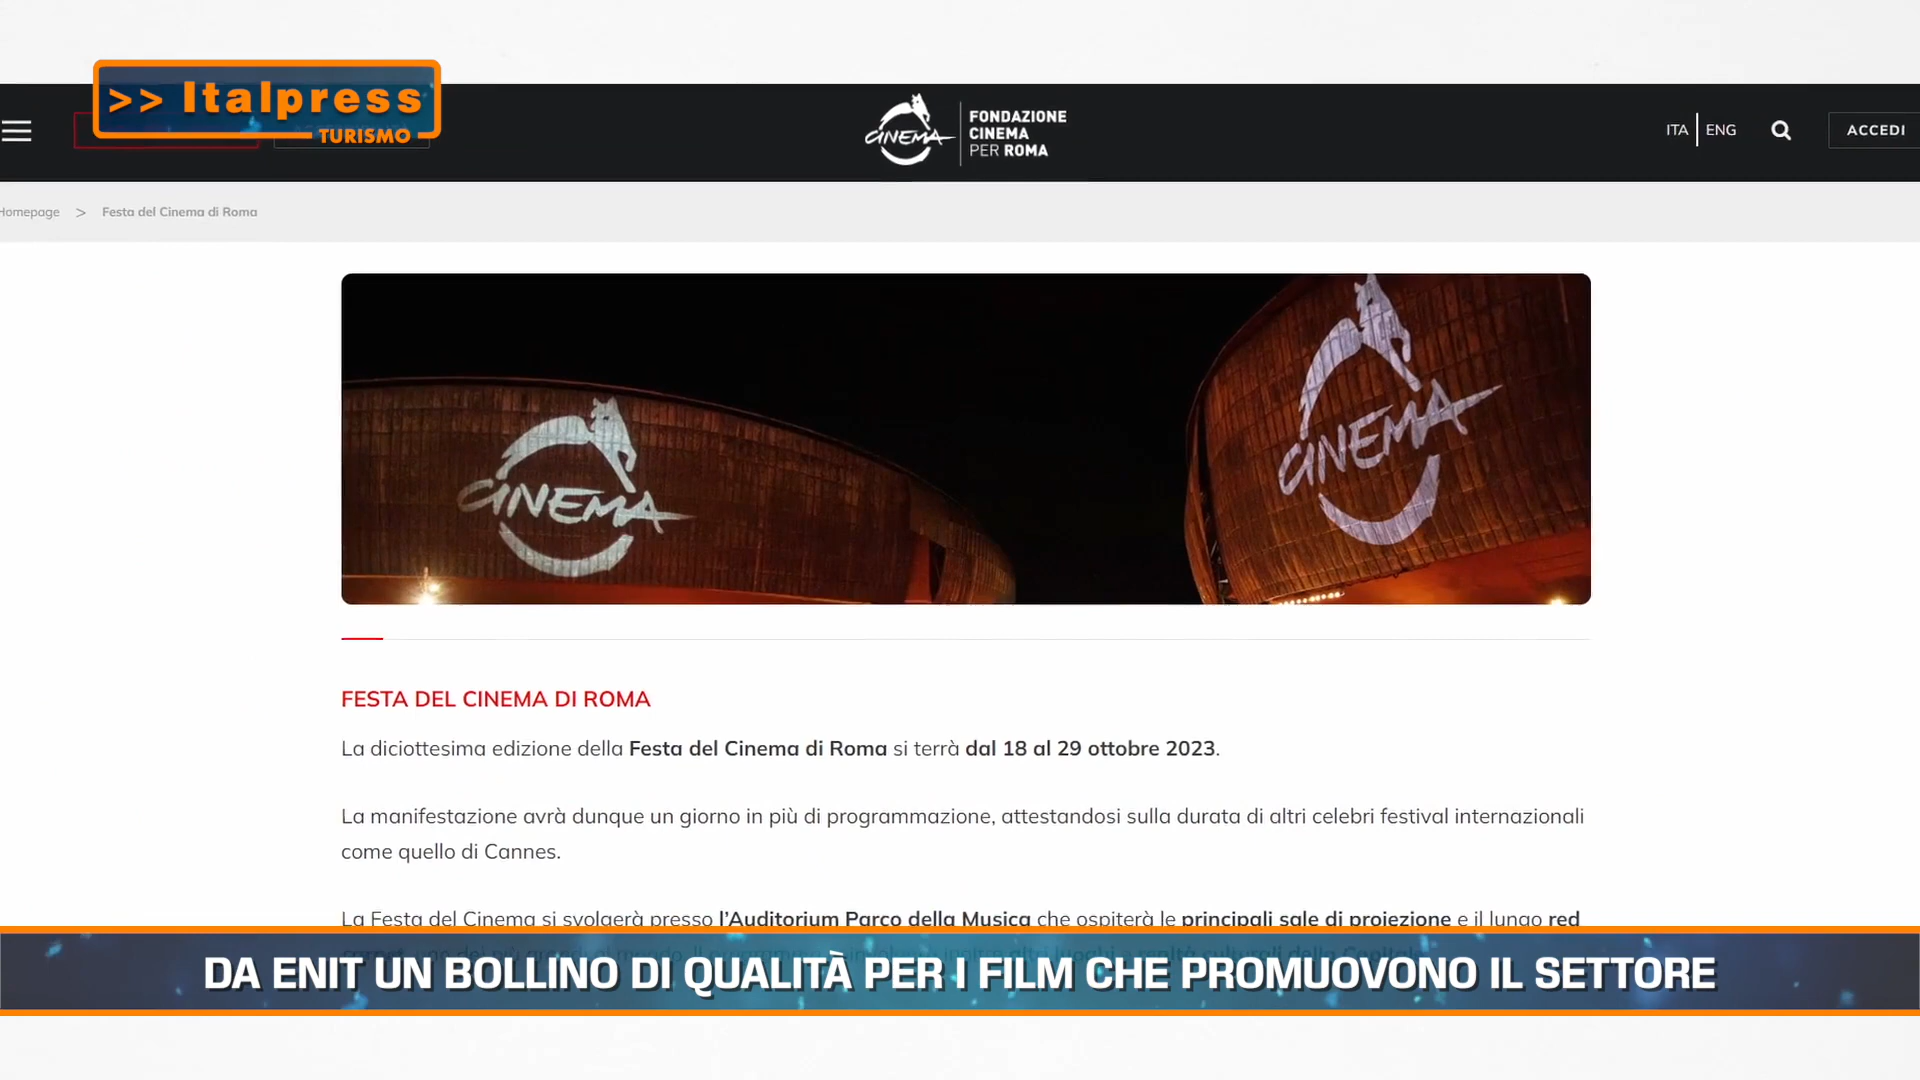 >> Italpress
TURISMO
CINEMA
FONDAZIONE
CINEMA
PER ROMA
ITA
ENG
ACCEDI
Homepage > Festa del Cinema di Roma
CINEMA
CINEMA
FESTA DEL CINEMA DI ROMA
La diciottesima edizione della Festa del Cinema di Roma si terrà dal 18 al 29 ottobre 2023.
La manifestazione avrà dunque un giorno in più di programmazione, attestandosi sulla durata di altri celebri festival internazionali
come quello di Cannes.
La Festa del Cinema si svolgerà presso l'Auditorium Parco della Musica che ospiterà le principali sale di proiezione e il lungo red
DA ENIT UN BOLLINO DI QUALITÀ PER I FILM CHE PROMUOVONO IL SETTORE